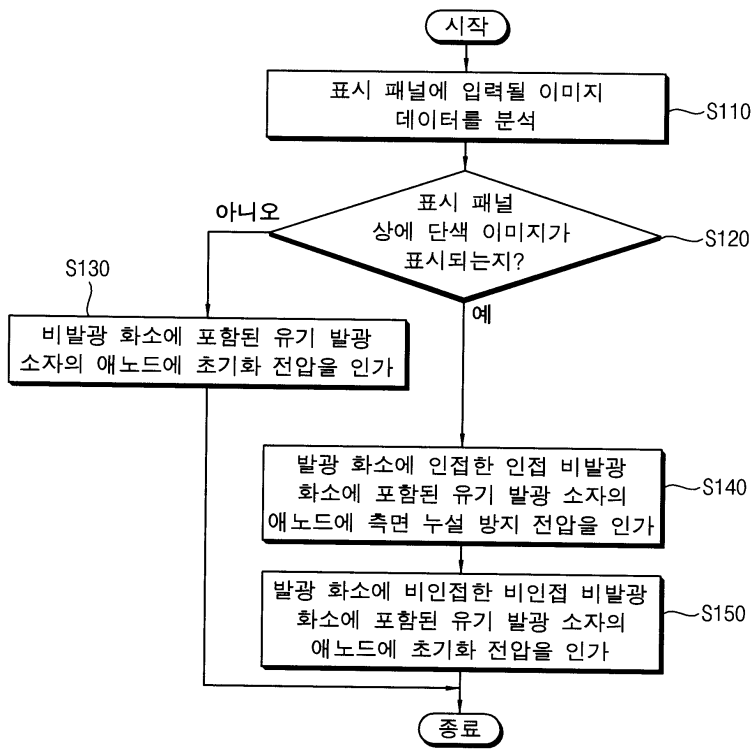 시작
표시 패널에 입력될 이미지
데이터를 분석
S110
표시 패널
상에 단색 이미지가
표시되는지?
S120
아니오
예
S130
비발광 화소에 포함된 유기 발광
소자의 애노드에 초기화 전압을 인가
발광 화소에 인접한 인접 비발광
화소에 포함된 유기 발광 소자의
애노드에 측면 누설 방지 전압을 인가
S140
발광 화소에 비인접한 비인접 비발광
화소에 포함된 유기 발광 소자의
애노드에 초기화 전압을 인가
S150
종료